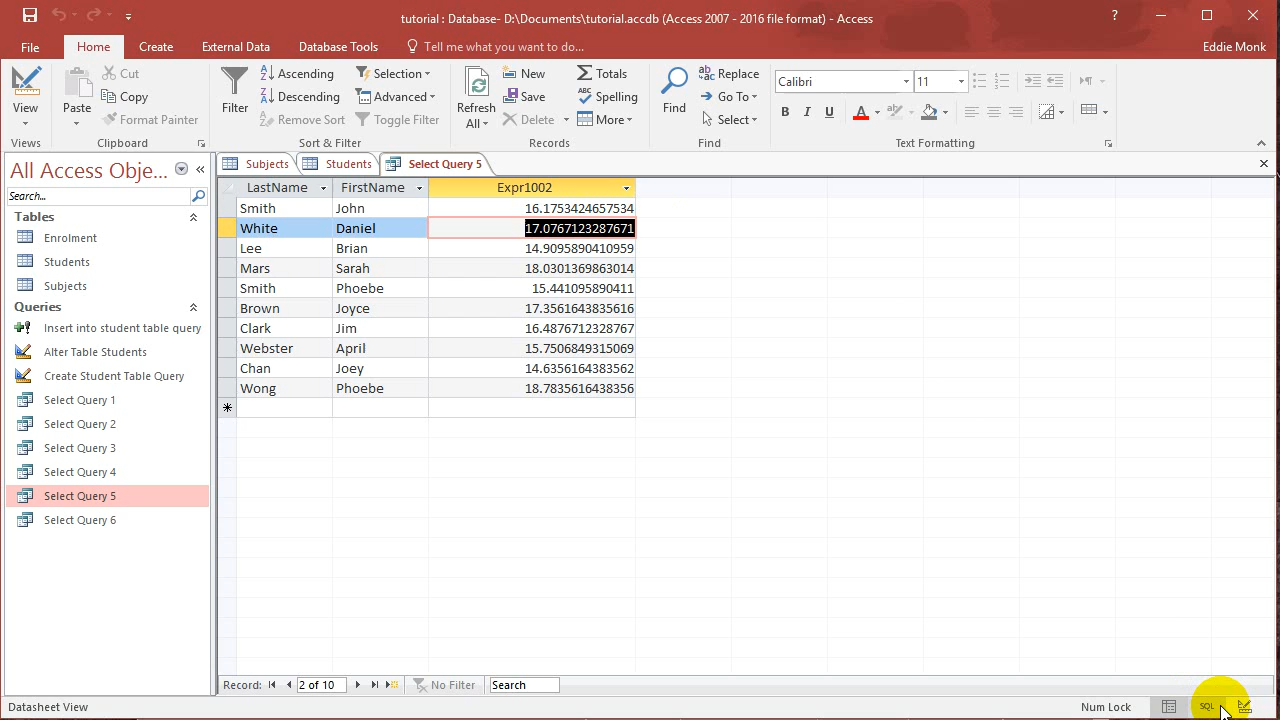 tutorial : Database- D:\Documents\tutorial.accdb (Access 2007 - 2016 file format) - Access
?
File Home Create External Data Database Tools Tell me what you want to do... Eddie Monk
View
Views
Paste
Cut
Copy
Format Painter
Clipboard
Filter
Ascending
Descending
Remove Sort
Selection
Advanced
Toggle Filter
Sort & Filter
Refresh
All
New
Save
Delete
Totals
Spelling
More
Records
Find
Replace
Go To
Select
Find
Calibri 11
B I U
Text Formatting
All Access Obje...
Search...
Tables
Enrolment
Students
Subjects
Queries
Insert into student table query
Alter Table Students
Create Student Table Query
Select Query 1
Select Query 2
Select Query 3
Select Query 4
Select Query 5
Select Query 6
Subjects Students Select Query 5
LastName FirstName Expr1002
Smith John 16.1753424657534
White Daniel 17.0767123287671
Lee Brian 14.9095890410959
Mars Sarah 18.0301369863014
Smith Phoebe 15.441095890411
Brown Joyce 17.3561643835616
Clark Jim 16.4876712328767
Webster April 15.7506849315069
Chan Joey 14.6356164383562
Wong Phoebe 18.7835616438356
Record: 2 of 10 No Filter Search
Datasheet View Num Lock SQL